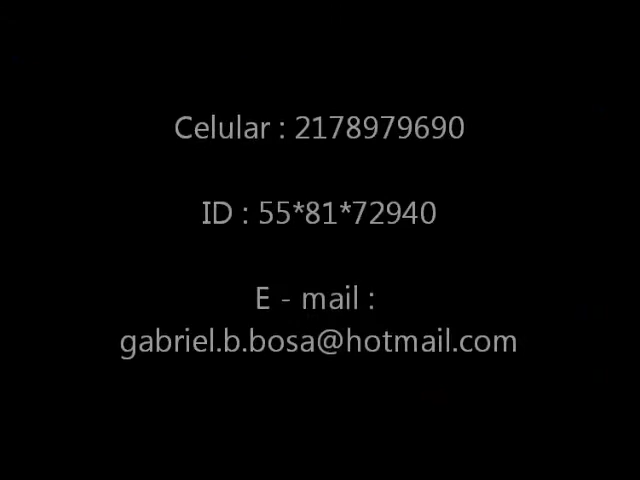 Celular : 2178979690
ID : 55*81*72940
E - mail :
gabriel.b.bosa@hotmail.com